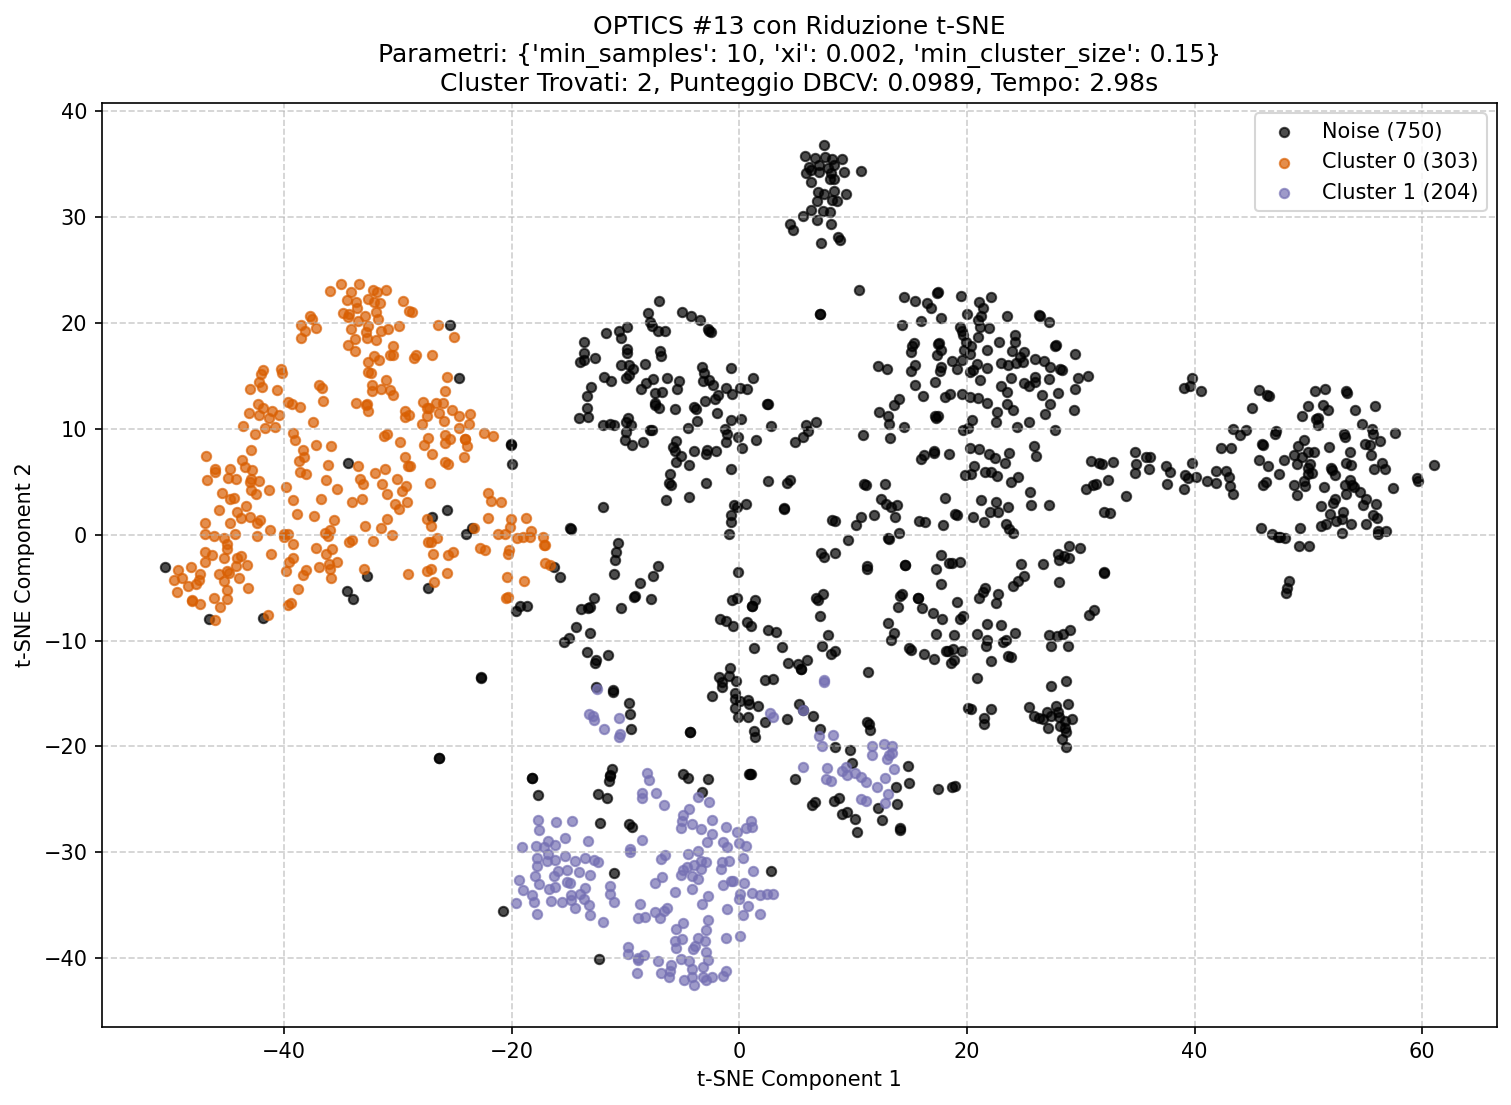 OPTICS #13 con Riduzione t-SNE
Parametri: {'min_samples': 10, 'xi': 0.002, 'min_cluster_size': 0.15}
Cluster Trovati: 2, Punteggio DBCV: 0.0989, Tempo: 2.98s
Noise (750)
Cluster 0 (303)
Cluster 1 (204)
t-SNE Component 2
40
30
20
10
0
−10
−20
−30
−40
−40
−20
0
20
40
60
t-SNE Component 1